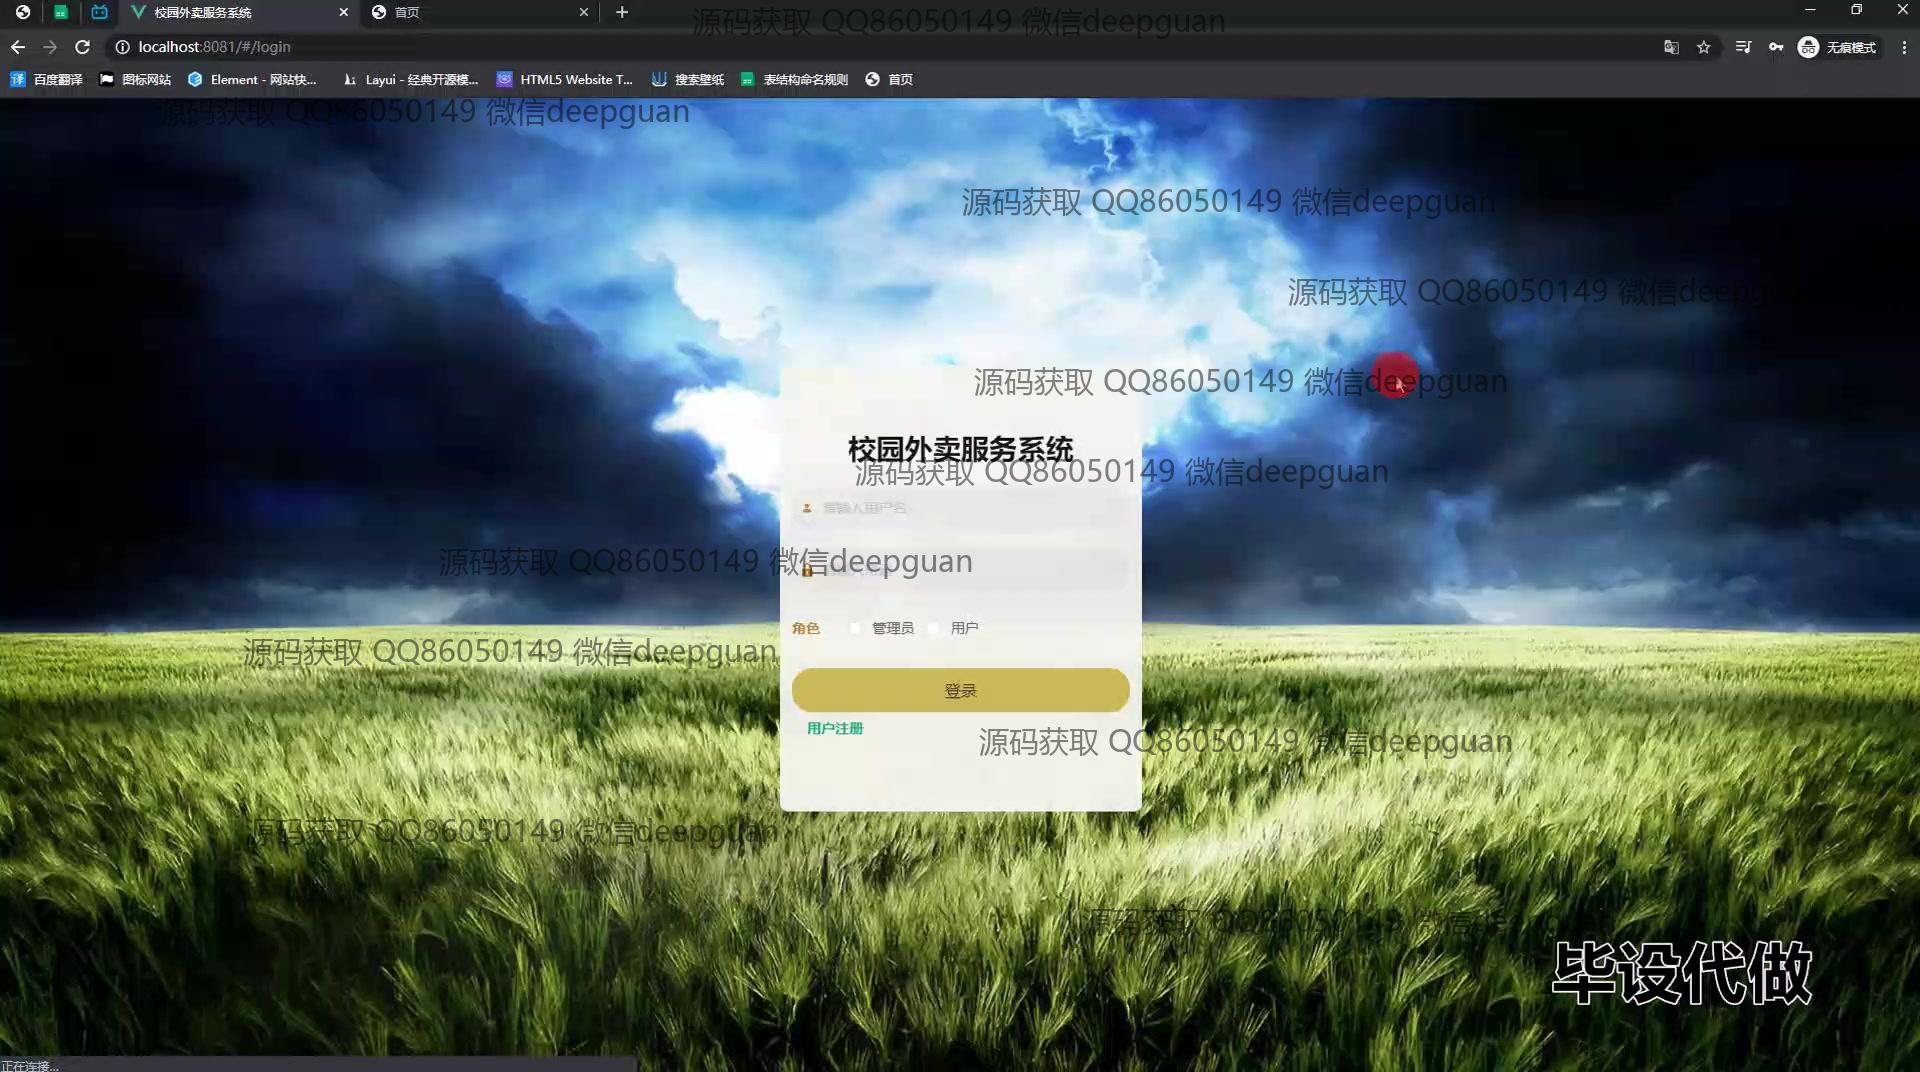 校园外卖服务系统
首页
源码获取 QQ86050149 微信deepguan
localhost:8081/#/login
无痕模式
百度翻译
图标网站
Element - 网站快...
Layui - 经典开源模...
HTML5 Website T...
搜索壁纸
表结构命名规则
首页
源码获取 QQ86050149 微信deepguan
源码获取 QQ86050149 微信deepguan
源码获取 QQ86050149 微信deepg
源码获取 QQ86050149 微信deepguan
校园外卖服务系统
源码获取 QQ86050149 微信deepguan
请输入用户名
源码获取 QQ86050149 微信deepguan
角色 管理员 用户
源码获取 QQ86050149 微信deepguan
登录
用户注册
源码获取 QQ86050149 微信deepguan
源码获取 QQ86050149 微信deepguan
源码获取 QQ86050149
毕设代做
正在连接...